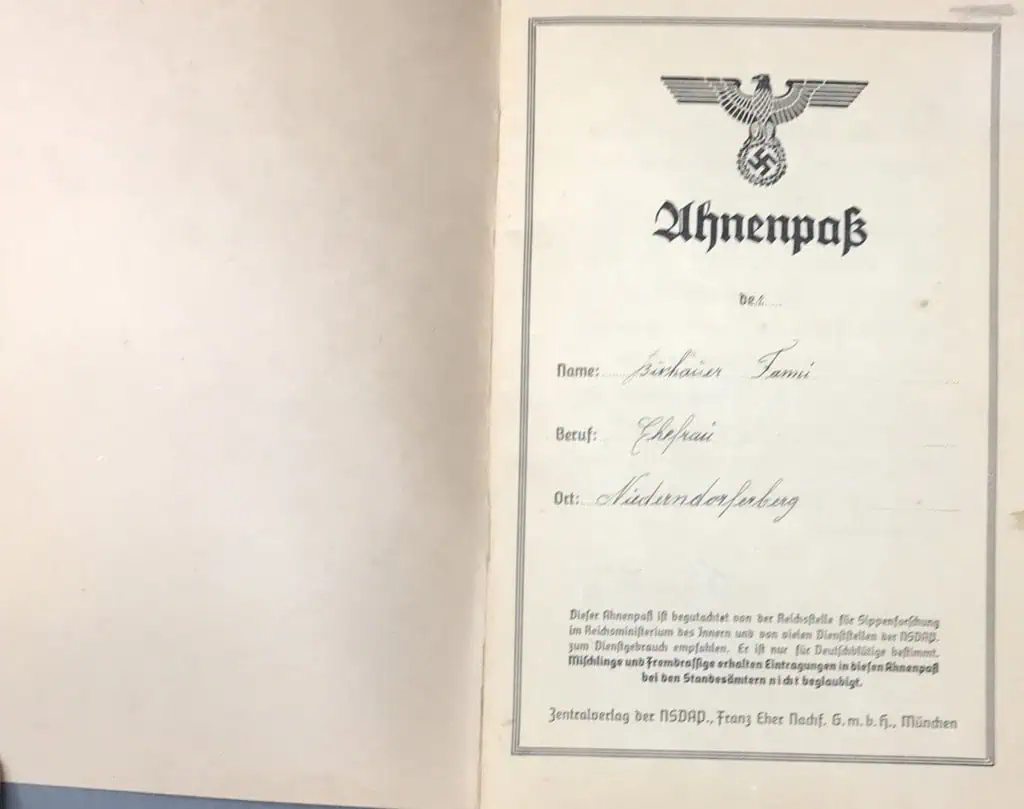 Ahnenpaß
der
Name: Fanni
Beruf: Ehefrau
Ort: Niederndorferberg
Dieser Ahnenpaß ist begutachtet von der Reichsstelle für Sippenforschung
im Reichsministerium des Innern und von vielen Dienststellen der NSDAP.
zum Dienstgebrauch empfohlen. Er ist nur für Deutschblütige bestimmt.
Mischlinge und Fremdrassige erhalten Eintragungen in diesen Ahnenpaß
bei den Standesämtern nicht beglaubigt.
Zentralverlag der NSDAP., Franz Eher Nachf. G.m.b.H., München